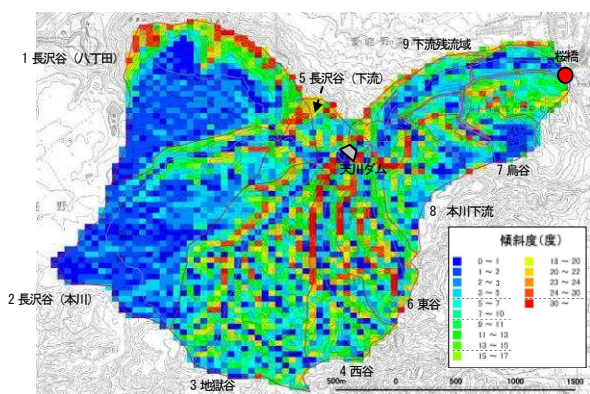 9 下流残流域
桜橋
1 長沢谷（八丁田）
5 長沢谷（下流）
天川ダム
7 烏谷
8 本川下流
2 長沢谷（本川）
6 東谷
4 西谷
3 地獄谷
傾斜度(度)
0 ～ 1
1 ～ 2
2 ～ 3
3 ～ 5
5 ～ 7
7 ～ 10
9 ～ 11
11 ～ 13
13 ～ 15
15 ～ 17
18 ～ 20
20 ～ 22
23 ～ 24
24 ～ 30
30 ～
500m 0 500 1000 1500